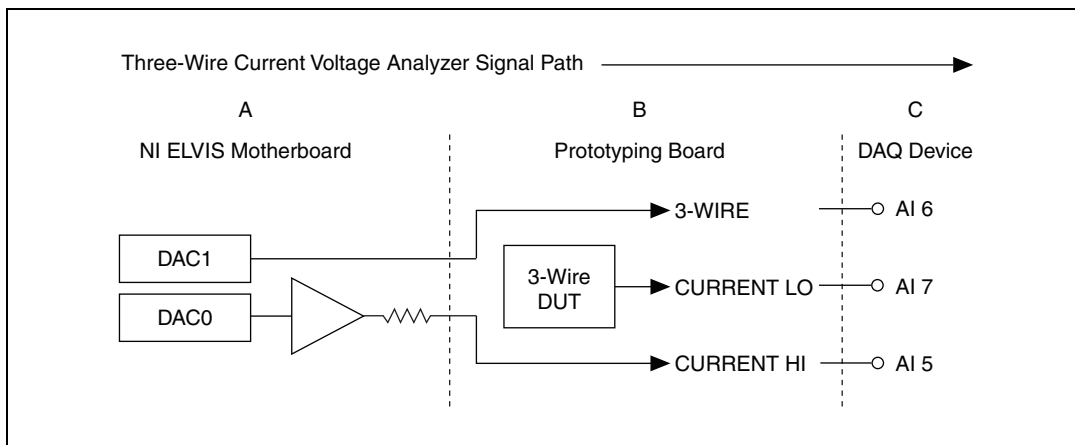 Three-Wire Current Voltage Analyzer Signal Path
A
B
C
NI ELVIS Motherboard
Prototyping Board
DAQ Device
3-WIRE
AI 6
DAC1
3-Wire
DUT
CURRENT LO
AI 7
DAC0
CURRENT HI
AI 5